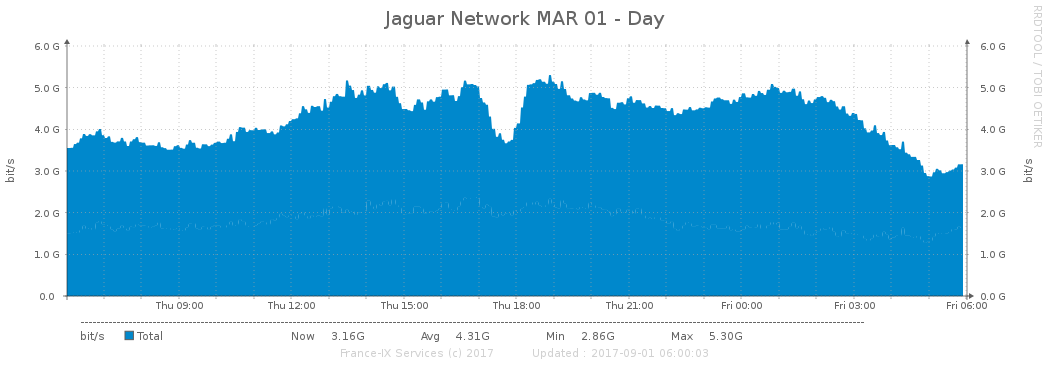 Jaguar Network MAR 01 - Day
RRDTOOL / TOBI OETIKER
6.0 G 6.0 G
5.0 G 5.0 G
4.0 G 4.0 G
3.0 G 3.0 G
2.0 G 2.0 G
1.0 G 1.0 G
0.0 0.0 G
bit/s bit/s
Thu 09:00 Thu 12:00 Thu 15:00 Thu 18:00 Thu 21:00 Fri 00:00 Fri 03:00 Fri 06:00
bit/s Total Now 3.16G Avg 4.31G Min 2.86G Max 5.30G
France-IX Services (c) 2017 Updated : 2017-09-01 06:00:03